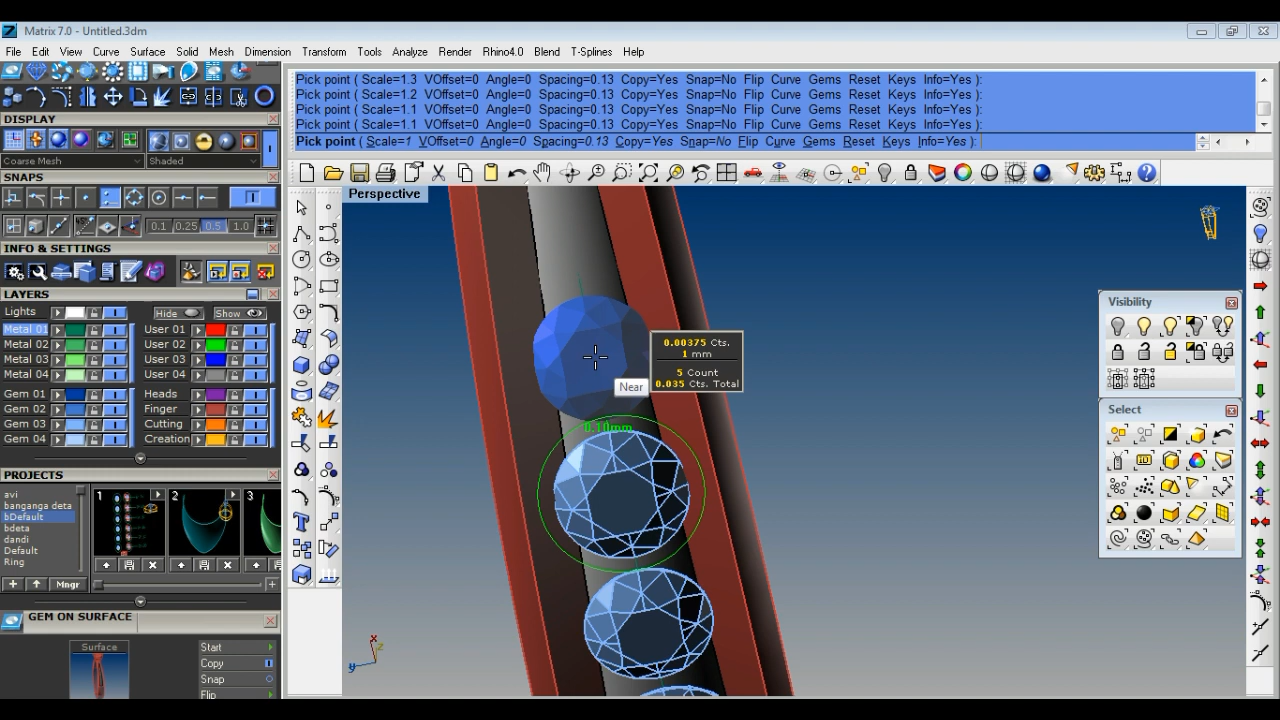 Matrix 7.0 - Untitled.3dm
File Edit View Curve Surface Solid Mesh Dimension Transform Tools Analyze Render Rhino4.0 Blend T-Splines Help
Pick point ( Scale=1.3 VOffset=0 Angle=0 Spacing=0.13 Copy=Yes Snap=No Flip Curve Gems Reset Keys Info=Yes ):
Pick point ( Scale=1.2 VOffset=0 Angle=0 Spacing=0.13 Copy=Yes Snap=No Flip Curve Gems Reset Keys Info=Yes ):
Pick point ( Scale=1.1 VOffset=0 Angle=0 Spacing=0.13 Copy=Yes Snap=No Flip Curve Gems Reset Keys Info=Yes ):
Pick point ( Scale=1.1 VOffset=0 Angle=0 Spacing=0.13 Copy=Yes Snap=No Flip Curve Gems Reset Keys Info=Yes ):
Pick point ( Scale=1 VOffset=0 Angle=0 Spacing=0.13 Copy=Yes Snap=No Flip Curve Gems Reset Keys Info=Yes ):
DISPLAY
Coarse Mesh Shaded
SNAPS
0.1 0.25 0.5 1.0
INFO & SETTINGS
LAYERS
Lights Hide Show
Metal 01 User 01
Metal 02 User 02
Metal 03 User 03
Metal 04 User 04
Gem 01 Heads
Gem 02 Finger
Gem 03 Cutting
Gem 04 Creation
PROJECTS
avi
banganga deta
bDefault
bdeta
dandi
Default
Ring
1 2 3
Mngr
GEM ON SURFACE
Surface
Start
Copy
Snap
Flip
Perspective
0.00375 Cts.
1 mm
5 Count
0.035 Cts. Total
Near
0.10mm
x
z
y
Visibility
Select